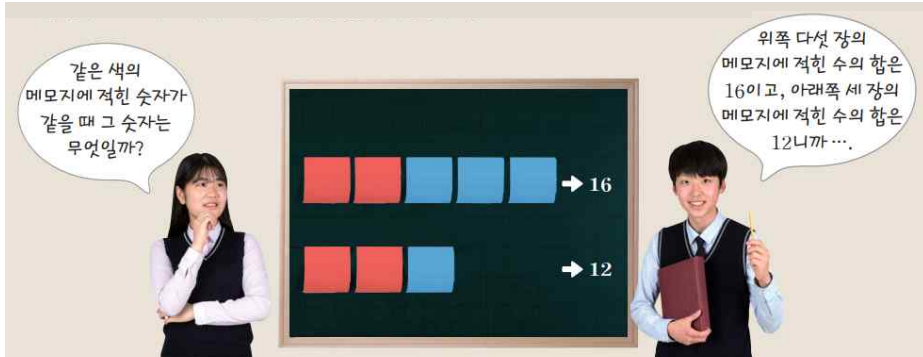 같은 색의
메모지에 적힌 숫자가
같을 때 그 숫자는
무엇일까?
위쪽 다섯 장의
메모지에 적힌 수의 합은
16이고, 아래쪽 세 장의
메모지에 적힌 수의 합은
12니까 ….
➔ 16
➔ 12